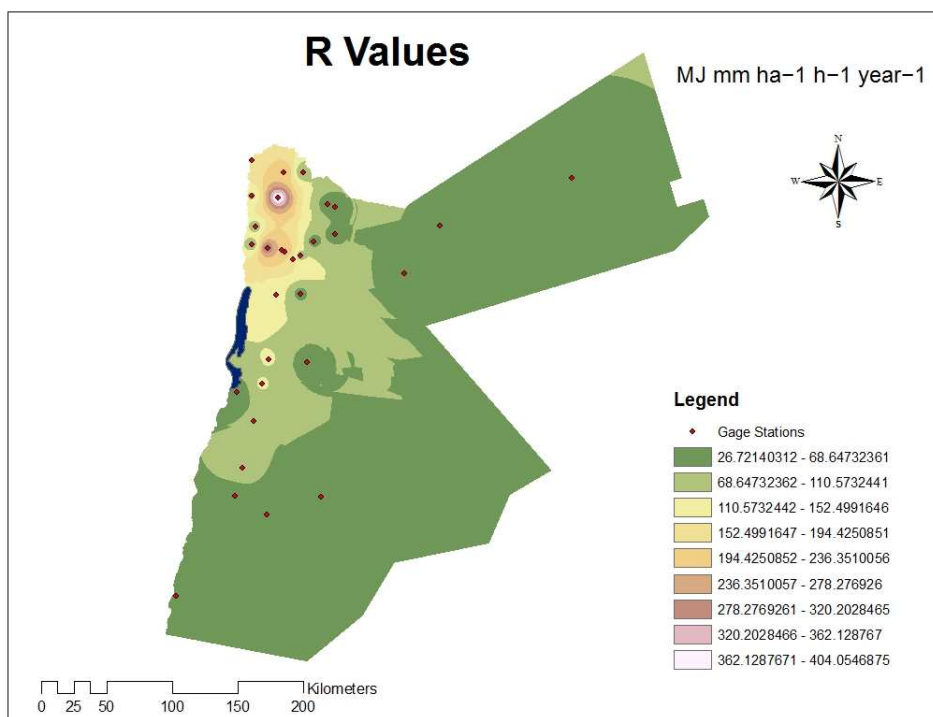 R Values
MJ mm ha−1 h−1 year−1
N
W E
S
Legend
Gage Stations
26.72140312 - 68.64732361
68.64732362 - 110.5732441
110.5732442 - 152.4991646
152.4991647 - 194.4250851
194.4250852 - 236.3510056
236.3510057 - 278.276926
278.2769261 - 320.2028465
320.2028466 - 362.128767
362.1287671 - 404.0546875
Kilometers
0 25 50 100 150 200